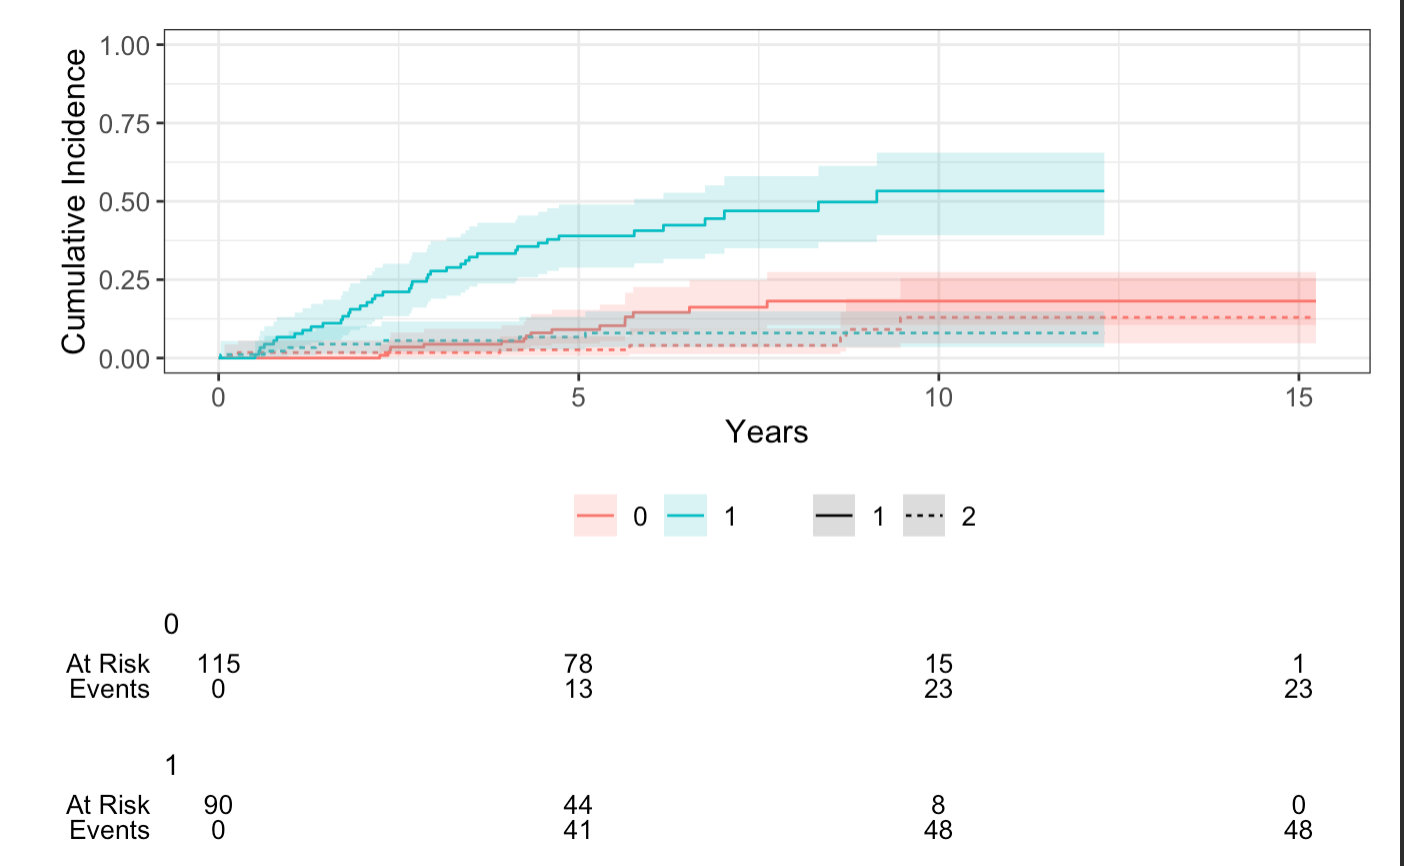 1.00
0.75
0.50
0.25
0.00
Cumulative Incidence
0 5 10 15
Years
0 1 1 2
0
At Risk 115 78 15 1
Events 0 13 23 23
1
At Risk 90 44 8 0
Events 0 41 48 48